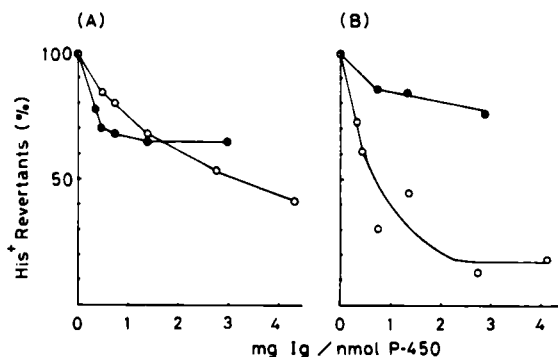 (A)
(B)
100
50
His⁺ Revertants (%)
0 1 2 3 4
0 1 2 3 4
mg Ig / nmol P-450